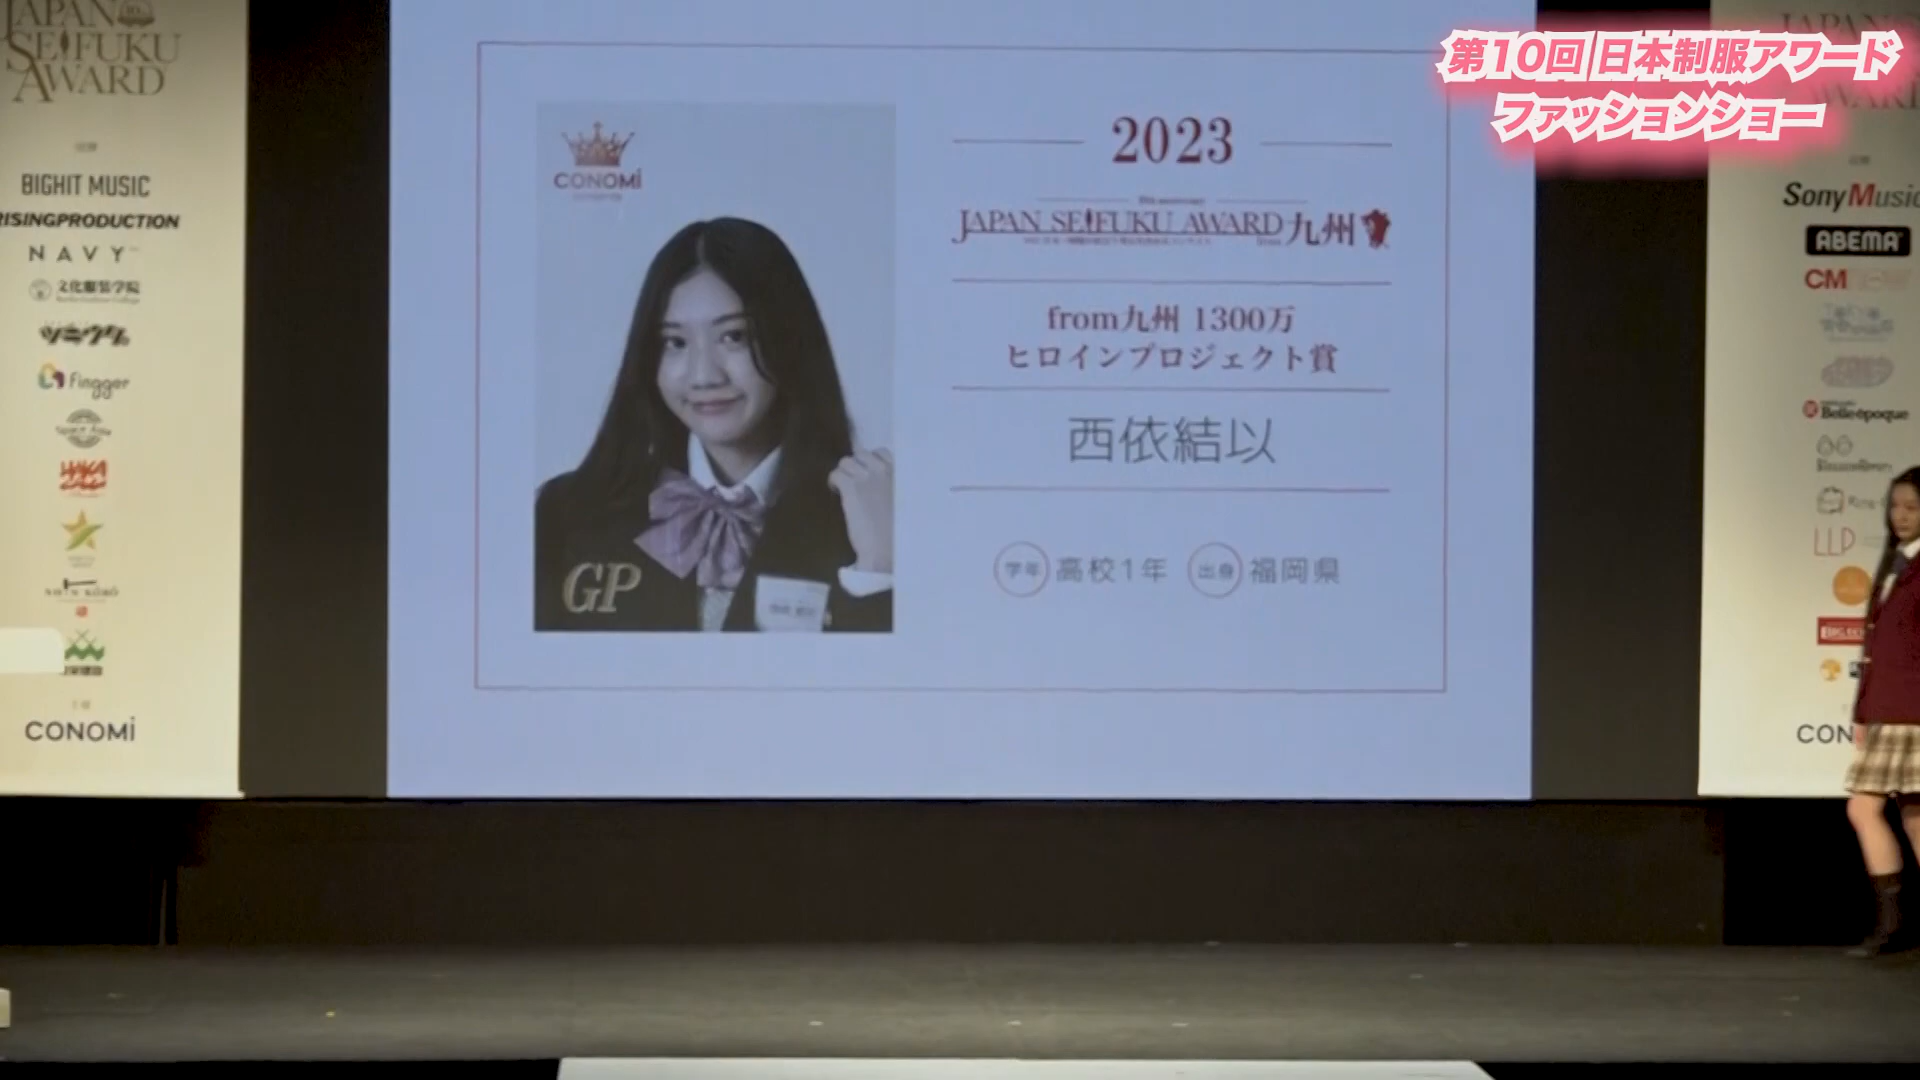 JAPAN
SEIFUKU
AWARD
BIGHIT MUSIC
RISINGPRODUCTION
NAVY
文化服装学院
ツニウタ
Fingger
CONOMi
CONOMi
GP
2023
JAPAN SEIFUKU AWARD 九州
from九州 1300万
ヒロインプロジェクト賞
西依結以
学年 高校1年 出身 福岡県
第10回 日本制服アワード
ファッションショー
Sony Music
ABEMA
CM
Belleépoque
LLP
CON